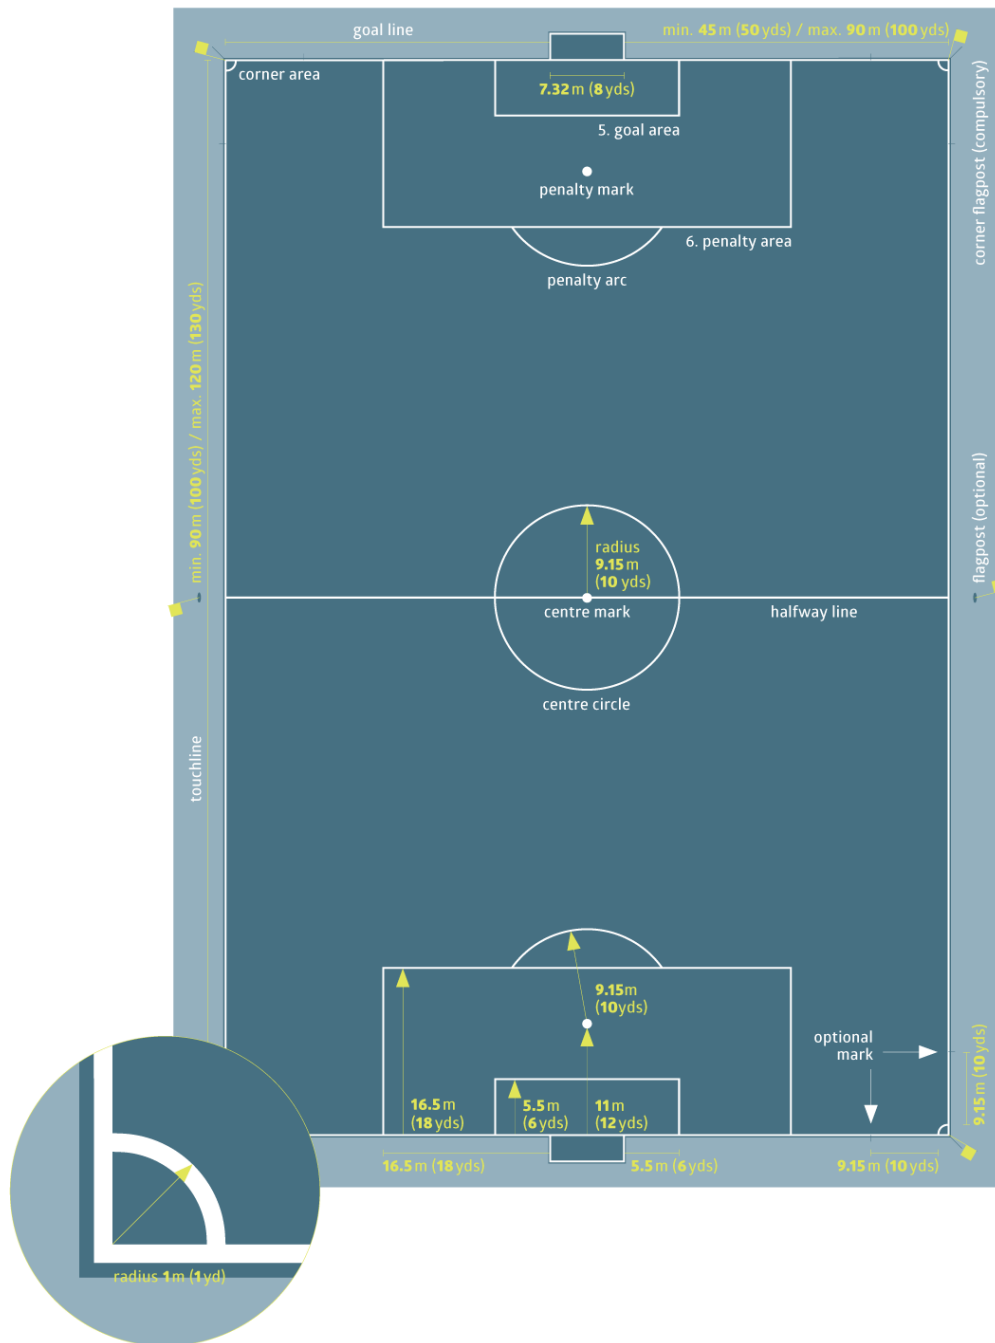 goal line
min. 45 m (50 yds) / max. 90 m (100 yds)
corner area
7.32 m (8 yds)
5. goal area
penalty mark
6. penalty area
penalty arc
corner flagpost (compulsory)
min. 90 m (100 yds) / max. 120 m (130 yds)
flagpost (optional)
radius
9.15 m
(10 yds)
centre mark
halfway line
centre circle
touchline
9.15 m
(10 yds)
optional
mark
9.15 m (10 yds)
16.5 m
(18 yds)
5.5 m
(6 yds)
11 m
(12 yds)
16.5 m (18 yds)
5.5 m (6 yds)
9.15 m (10 yds)
radius 1 m (1 yd)